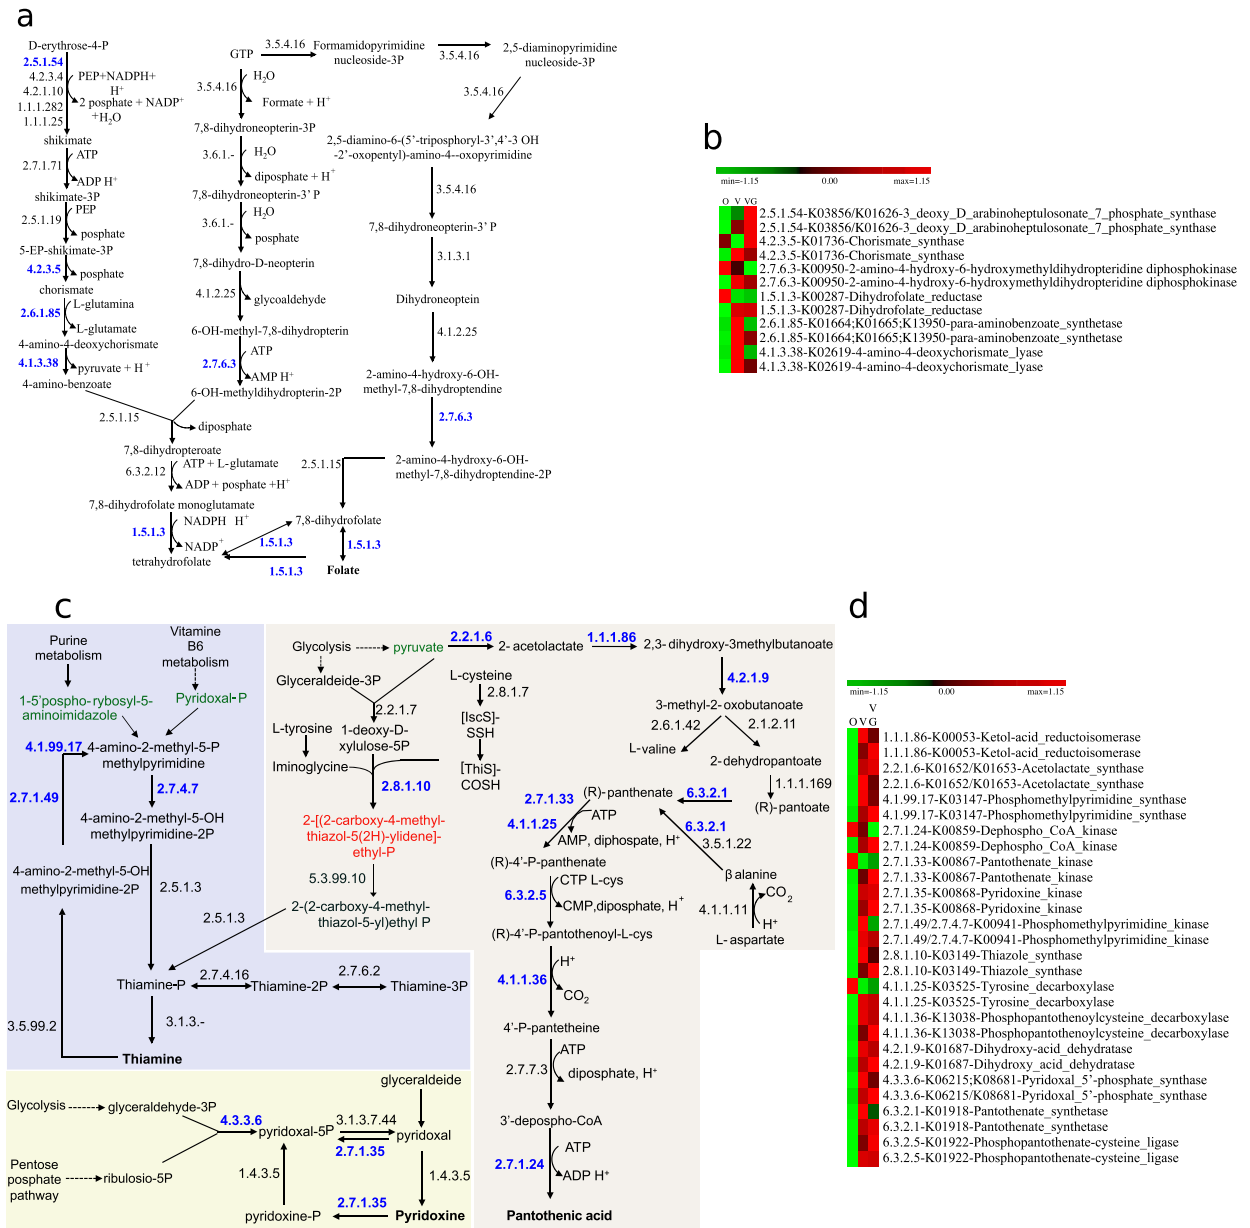 a
D-erythrose-4-P
2.5.1.54
4.2.3.4
4.2.1.10
1.1.1.282
1.1.1.25
PEP+NADPH+
H+
2 posphate + NADP+
+H2O
shikimate
2.7.1.71
ATP
ADP H+
shikimate-3P
2.5.1.19
PEP
posphate
5-EP-shikimate-3P
4.2.3.5
posphate
chorismate
2.6.1.85
L-glutamina
L-glutamate
4-amino-4-deoxychorismate
4.1.3.38
pyruvate + H+
4-amino-benzoate
GTP
3.5.4.16
Formamidopyrimidine
nucleoside-3P
3.5.4.16
2,5-diaminopyrimidine
nucleoside-3P
3.5.4.16
H2O
Formate + H+
3.5.4.16
7,8-dihydroneopterin-3P
3.6.1.-
H2O
diposphate + H+
7,8-dihydroneopterin-3' P
3.6.1.-
H2O
posphate
7,8-dihydro-D-neopterin
4.1.2.25
glycoaldehyde
6-OH-methyl-7,8-dihydropterin
2.7.6.3
ATP
AMP H+
6-OH-methyldihydropterin-2P
2,5-diamino-6-(5'-triposphoryl-3',4'-3 OH
-2'-oxopentyl)-amino-4--oxopyrimidine
3.5.4.16
7,8-dihydroneopterin-3' P
3.1.3.1
Dihydroneoptein
4.1.2.25
2-amino-4-hydroxy-6-OH-
methyl-7,8-dihydroptendine
2.7.6.3
2-amino-4-hydroxy-6-OH-
methyl-7,8-dihydroptendine-2P
2.5.1.15
2.5.1.15
diposphate
7,8-dihydropteroate
6.3.2.12
ATP + L-glutamate
ADP + posphate +H+
7,8-dihydrofolate monoglutamate
1.5.1.3
NADPH H+
NADP+
tetrahydrofolate
7,8-dihydrofolate
1.5.1.3
1.5.1.3
1.5.1.3
Folate
b
min=-1.15 0.00 max=1.15
O V VG
2.5.1.54-K03856/K01626-3_deoxy_D_arabinoheptulosonate_7_phosphate_synthase
2.5.1.54-K03856/K01626-3_deoxy_D_arabinoheptulosonate_7_phosphate_synthase
4.2.3.5-K01736-Chorismate_synthase
4.2.3.5-K01736-Chorismate_synthase
2.7.6.3-K00950-2-amino-4-hydroxy-6-hydroxymethyldihydropteridine diphosphokinase
2.7.6.3-K00950-2-amino-4-hydroxy-6-hydroxymethyldihydropteridine diphosphokinase
1.5.1.3-K00287-Dihydrofolate_reductase
1.5.1.3-K00287-Dihydrofolate_reductase
2.6.1.85-K01664;K01665;K13950-para-aminobenzoate_synthetase
2.6.1.85-K01664;K01665;K13950-para-aminobenzoate_synthetase
4.1.3.38-K02619-4-amino-4-deoxychorismate_lyase
4.1.3.38-K02619-4-amino-4-deoxychorismate_lyase
c
Purine
metabolism
Vitamine
B6
metabolism
1-5'pospho-rybosyl-5-
aminoimidazole
Pyridoxal-P
4.1.99.17
4-amino-2-methyl-5-P
methylpyrimidine
2.7.1.49
2.7.4.7
4-amino-2-methyl-5-OH
methylpyrimidine-2P
4-amino-2-methyl-5-OH
methylpyrimidine-2P
2.5.1.3
2.5.1.3
Thiamine-P
2.7.4.16
Thiamine-2P
2.7.6.2
Thiamine-3P
3.5.99.2
3.1.3.-
Thiamine
Glycolysis
pyruvate
2.2.1.6
2- acetolactate
1.1.1.86
2,3- dihydroxy-3methylbutanoate
Glyceraldeide-3P
2.2.1.7
L-cysteine
2.8.1.7
L-tyrosine
1-deoxy-D-
xylulose-5P
[IscS]-
SSH
Iminoglycine
2.8.1.10
[ThiS]-
COSH
2-[(2-carboxy-4-methyl-
thiazol-5(2H)-ylidene]-
ethyl-P
5.3.99.10
2-(2-carboxy-4-methyl-
thiazol-5-yl)ethyl P
4.2.1.9
3-methyl-2- oxobutanoate
2.6.1.42
2.1.2.11
L-valine
2-dehydropantoate
1.1.1.169
(R)-pantoate
6.3.2.1
(R)- panthenate
2.7.1.33
ATP
AMP, diphospate, H+
4.1.1.25
6.3.2.1
3.5.1.22
β alanine
CO2
4.1.1.11
H+
L- aspartate
(R)-4'-P-panthenate
6.3.2.5
CTP L-cys
CMP,diposphate, H+
(R)-4'-P-pantothenoyl-L-cys
4.1.1.36
H+
CO2
4'-P-pantetheine
2.7.7.3
ATP
diposphate, H+
3'-depospho-CoA
2.7.1.24
ATP
ADP H+
Pantothenic acid
Glycolysis
glyceraldehyde-3P
4.3.3.6
pyridoxal-5P
3.1.3.7.44
2.7.1.35
glyceraldeide
pyridoxal
Pentose
posphate
pathway
ribulosio-5P
1.4.3.5
1.4.3.5
pyridoxine-P
2.7.1.35
Pyridoxine
d
min=-1.15 0.00 max=1.15
V
O V G
1.1.1.86-K00053-Ketol-acid_reductoisomerase
1.1.1.86-K00053-Ketol-acid_reductoisomerase
2.2.1.6-K01652/K01653-Acetolactate_synthase
2.2.1.6-K01652/K01653-Acetolactate_synthase
4.1.99.17-K03147-Phosphomethylpyrimidine_synthase
4.1.99.17-K03147-Phosphomethylpyrimidine_synthase
2.7.1.24-K00859-Dephospho_CoA_kinase
2.7.1.24-K00859-Dephospho_CoA_kinase
2.7.1.33-K00867-Pantothenate_kinase
2.7.1.33-K00867-Pantothenate_kinase
2.7.1.35-K00868-Pyridoxine_kinase
2.7.1.35-K00868-Pyridoxine_kinase
2.7.1.49/2.7.4.7-K00941-Phosphomethylpyrimidine_kinase
2.7.1.49/2.7.4.7-K00941-Phosphomethylpyrimidine_kinase
2.8.1.10-K03149-Thiazole_synthase
2.8.1.10-K03149-Thiazole_synthase
4.1.1.25-K03525-Tyrosine_decarboxylase
4.1.1.25-K03525-Tyrosine_decarboxylase
4.1.1.36-K13038-Phosphopantothenoylcysteine_decarboxylase
4.1.1.36-K13038-Phosphopantothenoylcysteine_decarboxylase
4.2.1.9-K01687-Dihydroxy-acid_dehydratase
4.2.1.9-K01687-Dihydroxy_acid_dehydratase
4.3.3.6-K06215;K08681-Pyridoxal_5'-phosphate_synthase
4.3.3.6-K06215/K08681-Pyridoxal_5'-phosphate_synthase
6.3.2.1-K01918-Pantothenate_synthetase
6.3.2.1-K01918-Pantothenate_synthetase
6.3.2.5-K01922-Phosphopantothenate-cysteine_ligase
6.3.2.5-K01922-Phosphopantothenate-cysteine_ligase